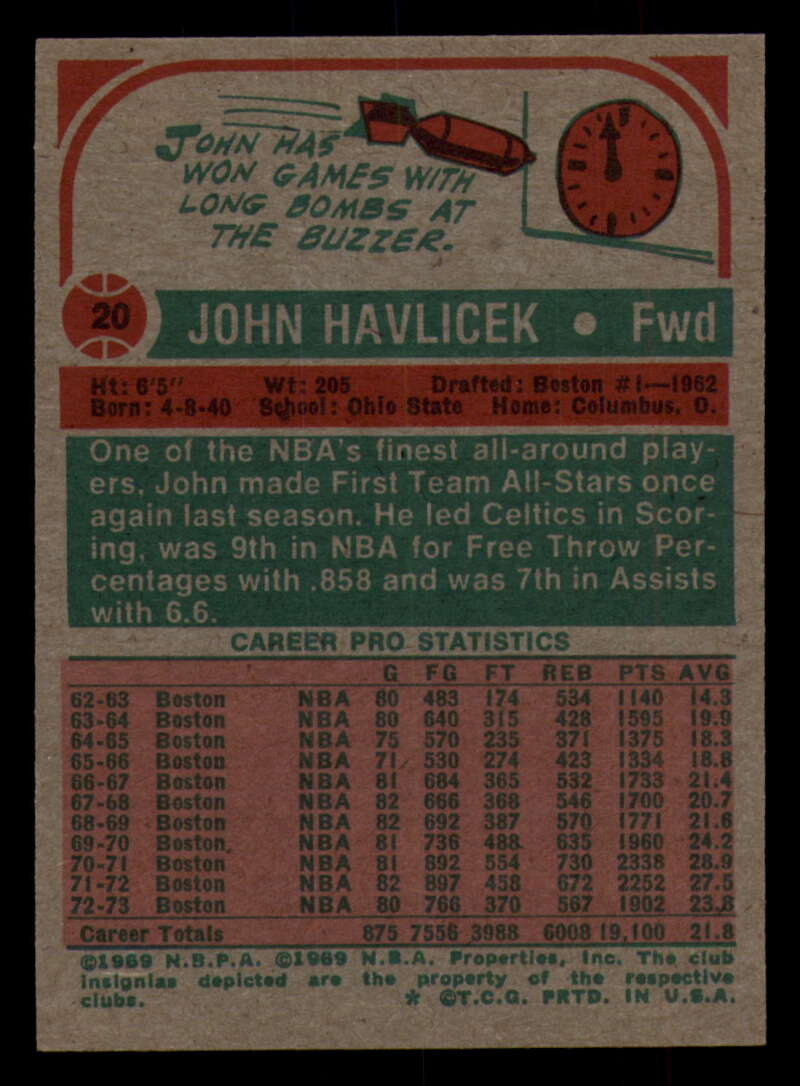 JOHN HAS
WON GAMES WITH
LONG BOMBS AT
THE BUZZER.
20 JOHN HAVLICEK • Fwd
Ht: 6'5" Wt: 205 Drafted: Boston #1—1962
Born: 4-8-40 School: Ohio State Home: Columbus, O.
One of the NBA's finest all-around play-
ers, John made First Team All-Stars once
again last season. He led Celtics in Scor-
ing, was 9th in NBA for Free Throw Per-
centages with .858 and was 7th in Assists
with 6.6.
CAREER PRO STATISTICS
G FG FT REB PTS AVG
62-63 Boston NBA 80 483 174 534 1140 14.3
63-64 Boston NBA 80 640 315 428 1595 19.9
64-65 Boston NBA 75 570 235 371 1375 18.3
65-66 Boston NBA 71 530 274 423 1334 18.8
66-67 Boston NBA 81 684 365 532 1733 21.4
67-68 Boston NBA 82 666 368 546 1700 20.7
68-69 Boston NBA 82 692 387 570 1771 21.6
69-70 Boston NBA 81 736 488 635 1960 24.2
70-71 Boston NBA 81 892 554 730 2338 28.9
71-72 Boston NBA 82 897 458 672 2252 27.5
72-73 Boston NBA 80 766 370 567 1902 23.8
Career Totals 875 7556 3988 6008 19,100 21.8
©1969 N.B.P.A. ©1969 N.B.A. Properties, Inc. The club
insignias depicted are the property of the respective
clubs. * ©T.C.G. PRTD. IN U.S.A.